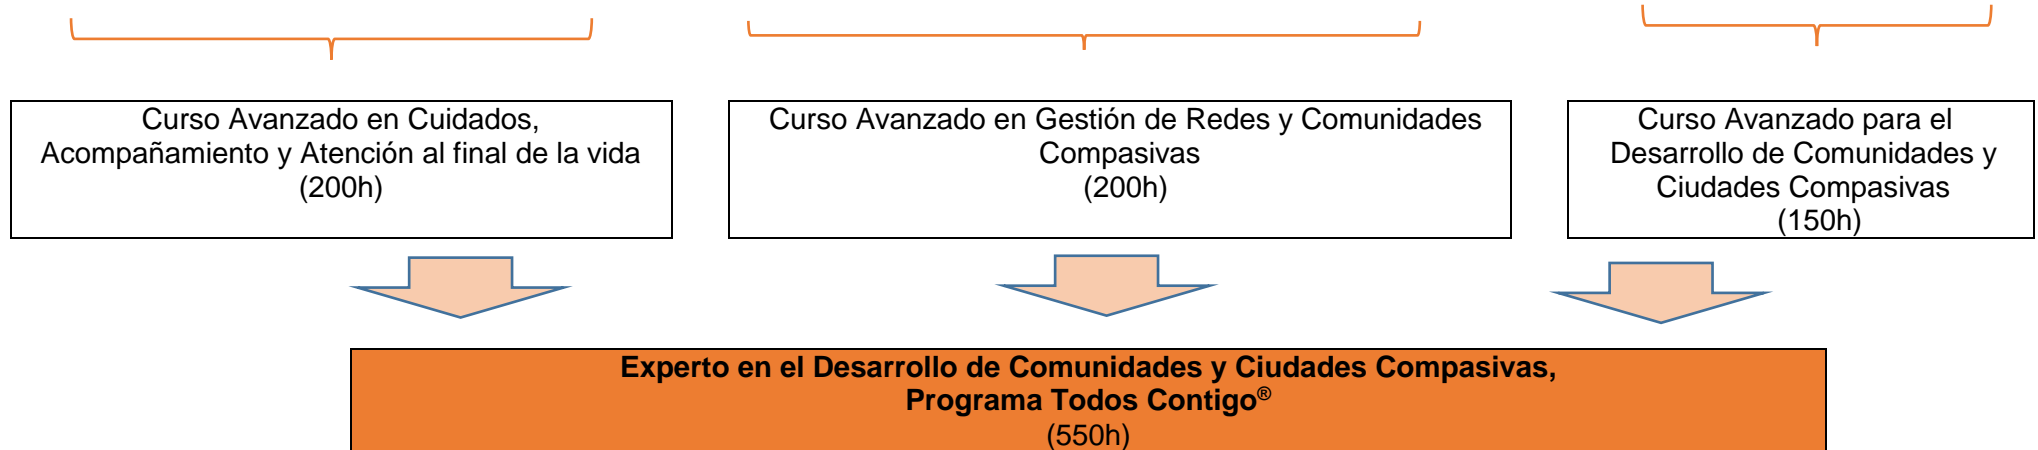 Curso Avanzado en Cuidados,
Acompañamiento y Atención al final de la vida
(200h)
Curso Avanzado en Gestión de Redes y Comunidades
Compasivas
(200h)
Curso Avanzado para el
Desarrollo de Comunidades y
Ciudades Compasivas
(150h)
Experto en el Desarrollo de Comunidades y Ciudades Compasivas,
Programa Todos Contigo®
(550h)